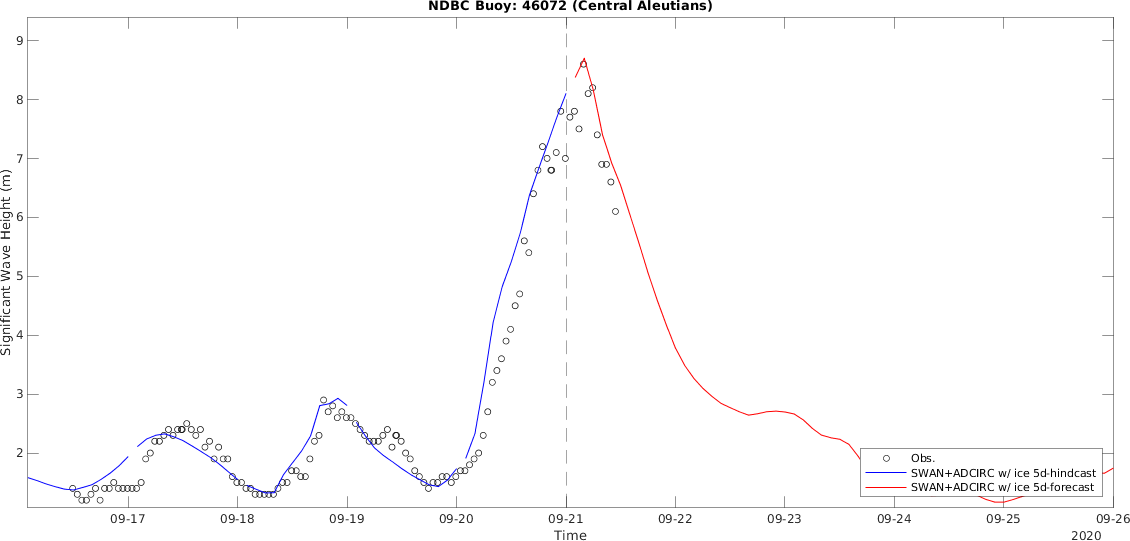 NDBC Buoy: 46072 (Central Aleutians)
Significant Wave Height (m)
9
8
7
6
5
4
3
2
Obs.
SWAN+ADCIRC w/ ice 5d-hindcast
SWAN+ADCIRC w/ ice 5d-forecast
09-17 09-18 09-19 09-20 09-21 09-22 09-23 09-24 09-25 09-26
Time
2020